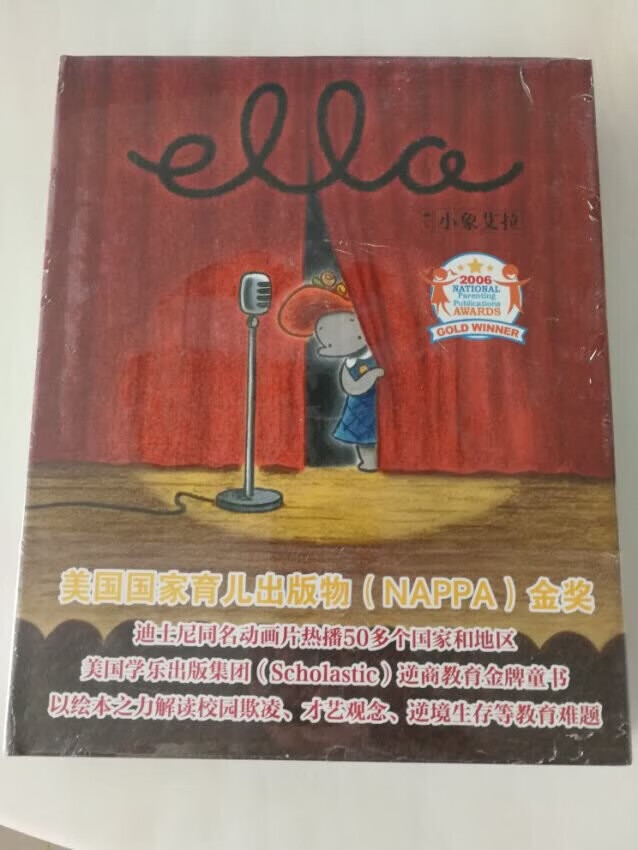 ella
小象艾拉
2006
NATIONAL
Parenting
Publications
AWARDS
GOLD WINNER
美国国家育儿出版物（NAPPA）金奖
迪士尼同名动画片热播50多个国家和地区
美国学乐出版集团（Scholastic）逆商教育金牌童书
以绘本之力解读校园欺凌、才艺观念、逆境生存等教育难题